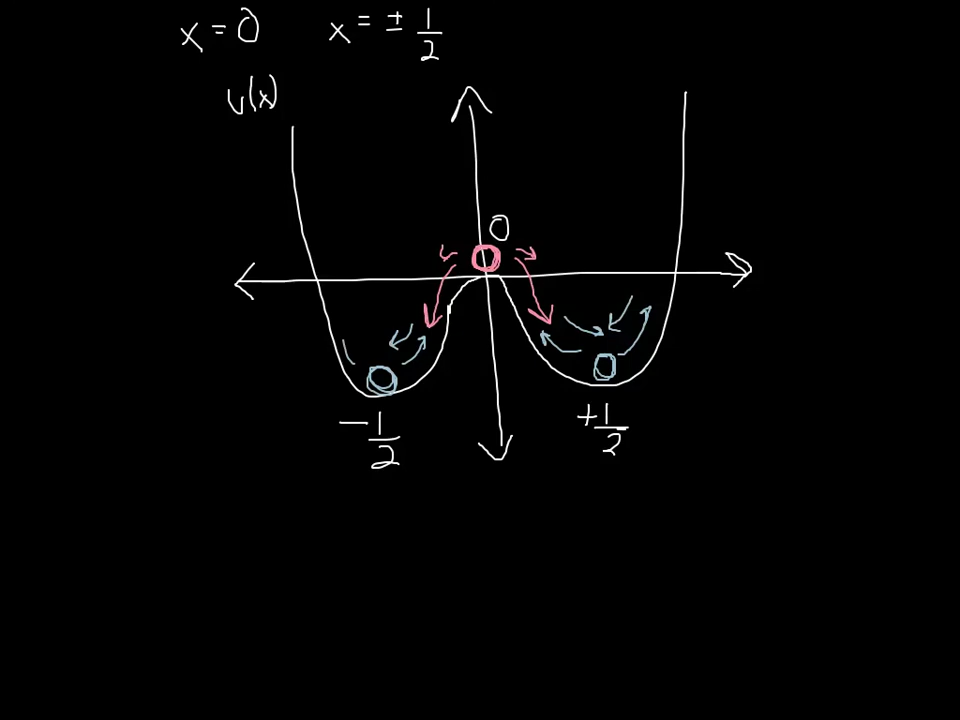 x = 0 x = ± 1/2
v(x)
0
-1/2 +1/2